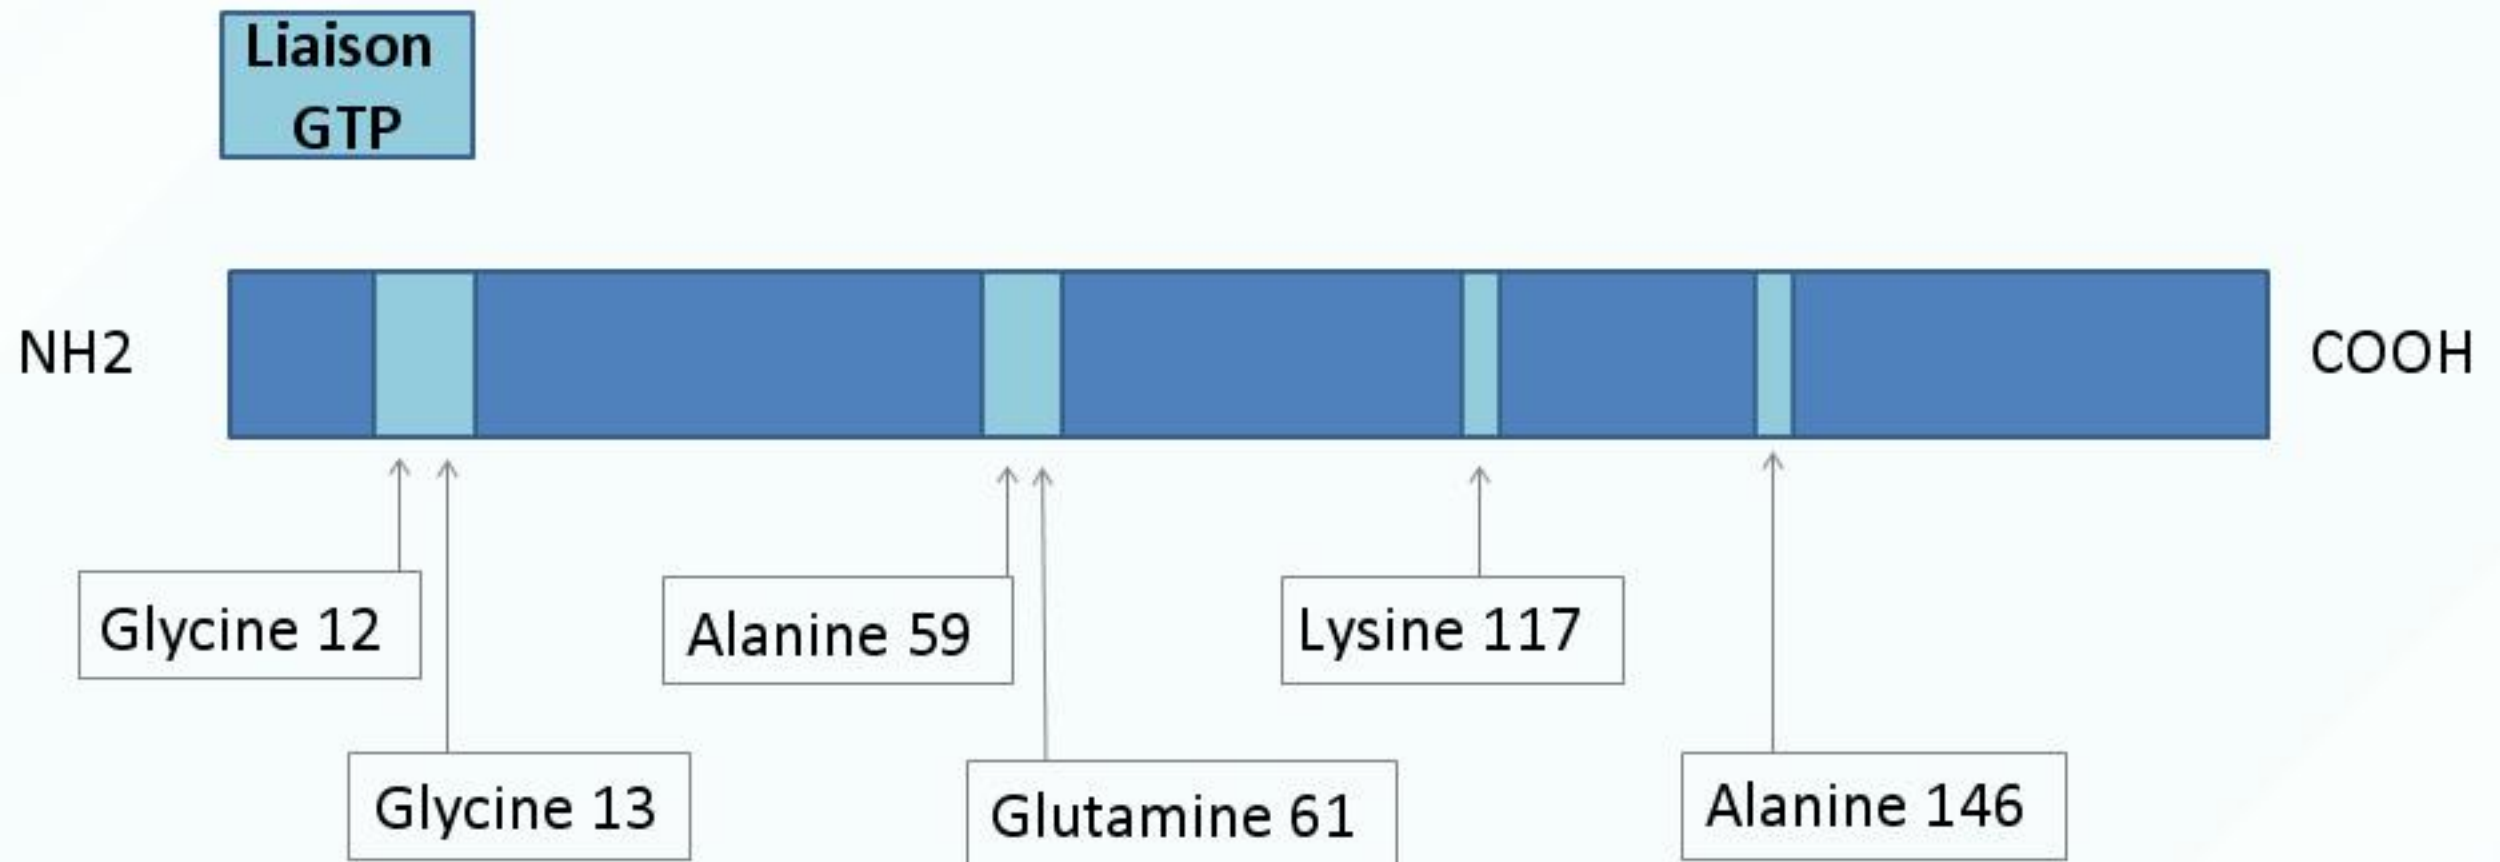 Liaison
GTP
NH2
COOH
Glycine 12
Alanine 59
Lysine 117
Glycine 13
Glutamine 61
Alanine 146